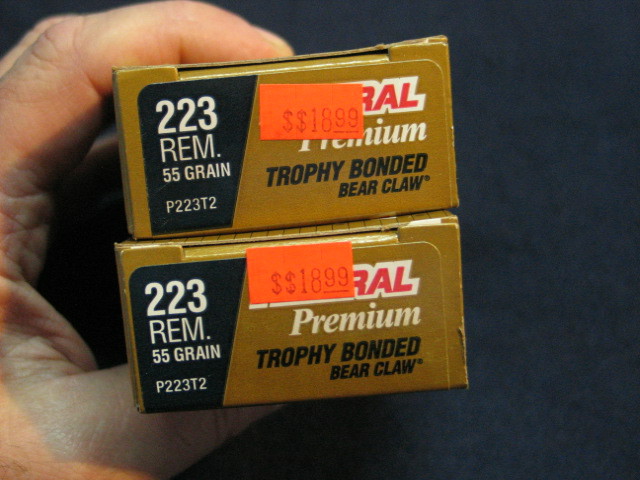 223
REM.
55 GRAIN
P223T2
$$18.99
RAL
Premium
TROPHY BONDED
BEAR CLAW®
223
REM.
55 GRAIN
P223T2
$$18.99
RAL
Premium
TROPHY BONDED
BEAR CLAW®